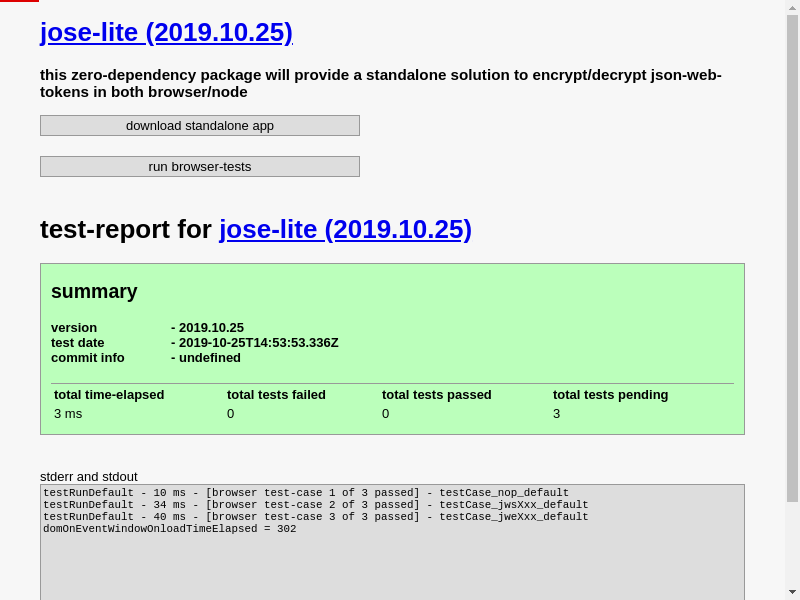 jose-lite (2019.10.25)
this zero-dependency package will provide a standalone solution to encrypt/decrypt json-web-
tokens in both browser/node
download standalone app
run browser-tests
test-report for jose-lite (2019.10.25)
summary
version - 2019.10.25
test date - 2019-10-25T14:53:53.336Z
commit info - undefined
total time-elapsed total tests failed total tests passed total tests pending
3 ms 0 0 3
stderr and stdout
testRunDefault - 10 ms - [browser test-case 1 of 3 passed] - testCase_nop_default
testRunDefault - 34 ms - [browser test-case 2 of 3 passed] - testCase_jwsXxx_default
testRunDefault - 40 ms - [browser test-case 3 of 3 passed] - testCase_jweXxx_default
domOnEventWindowOnloadTimeElapsed = 302